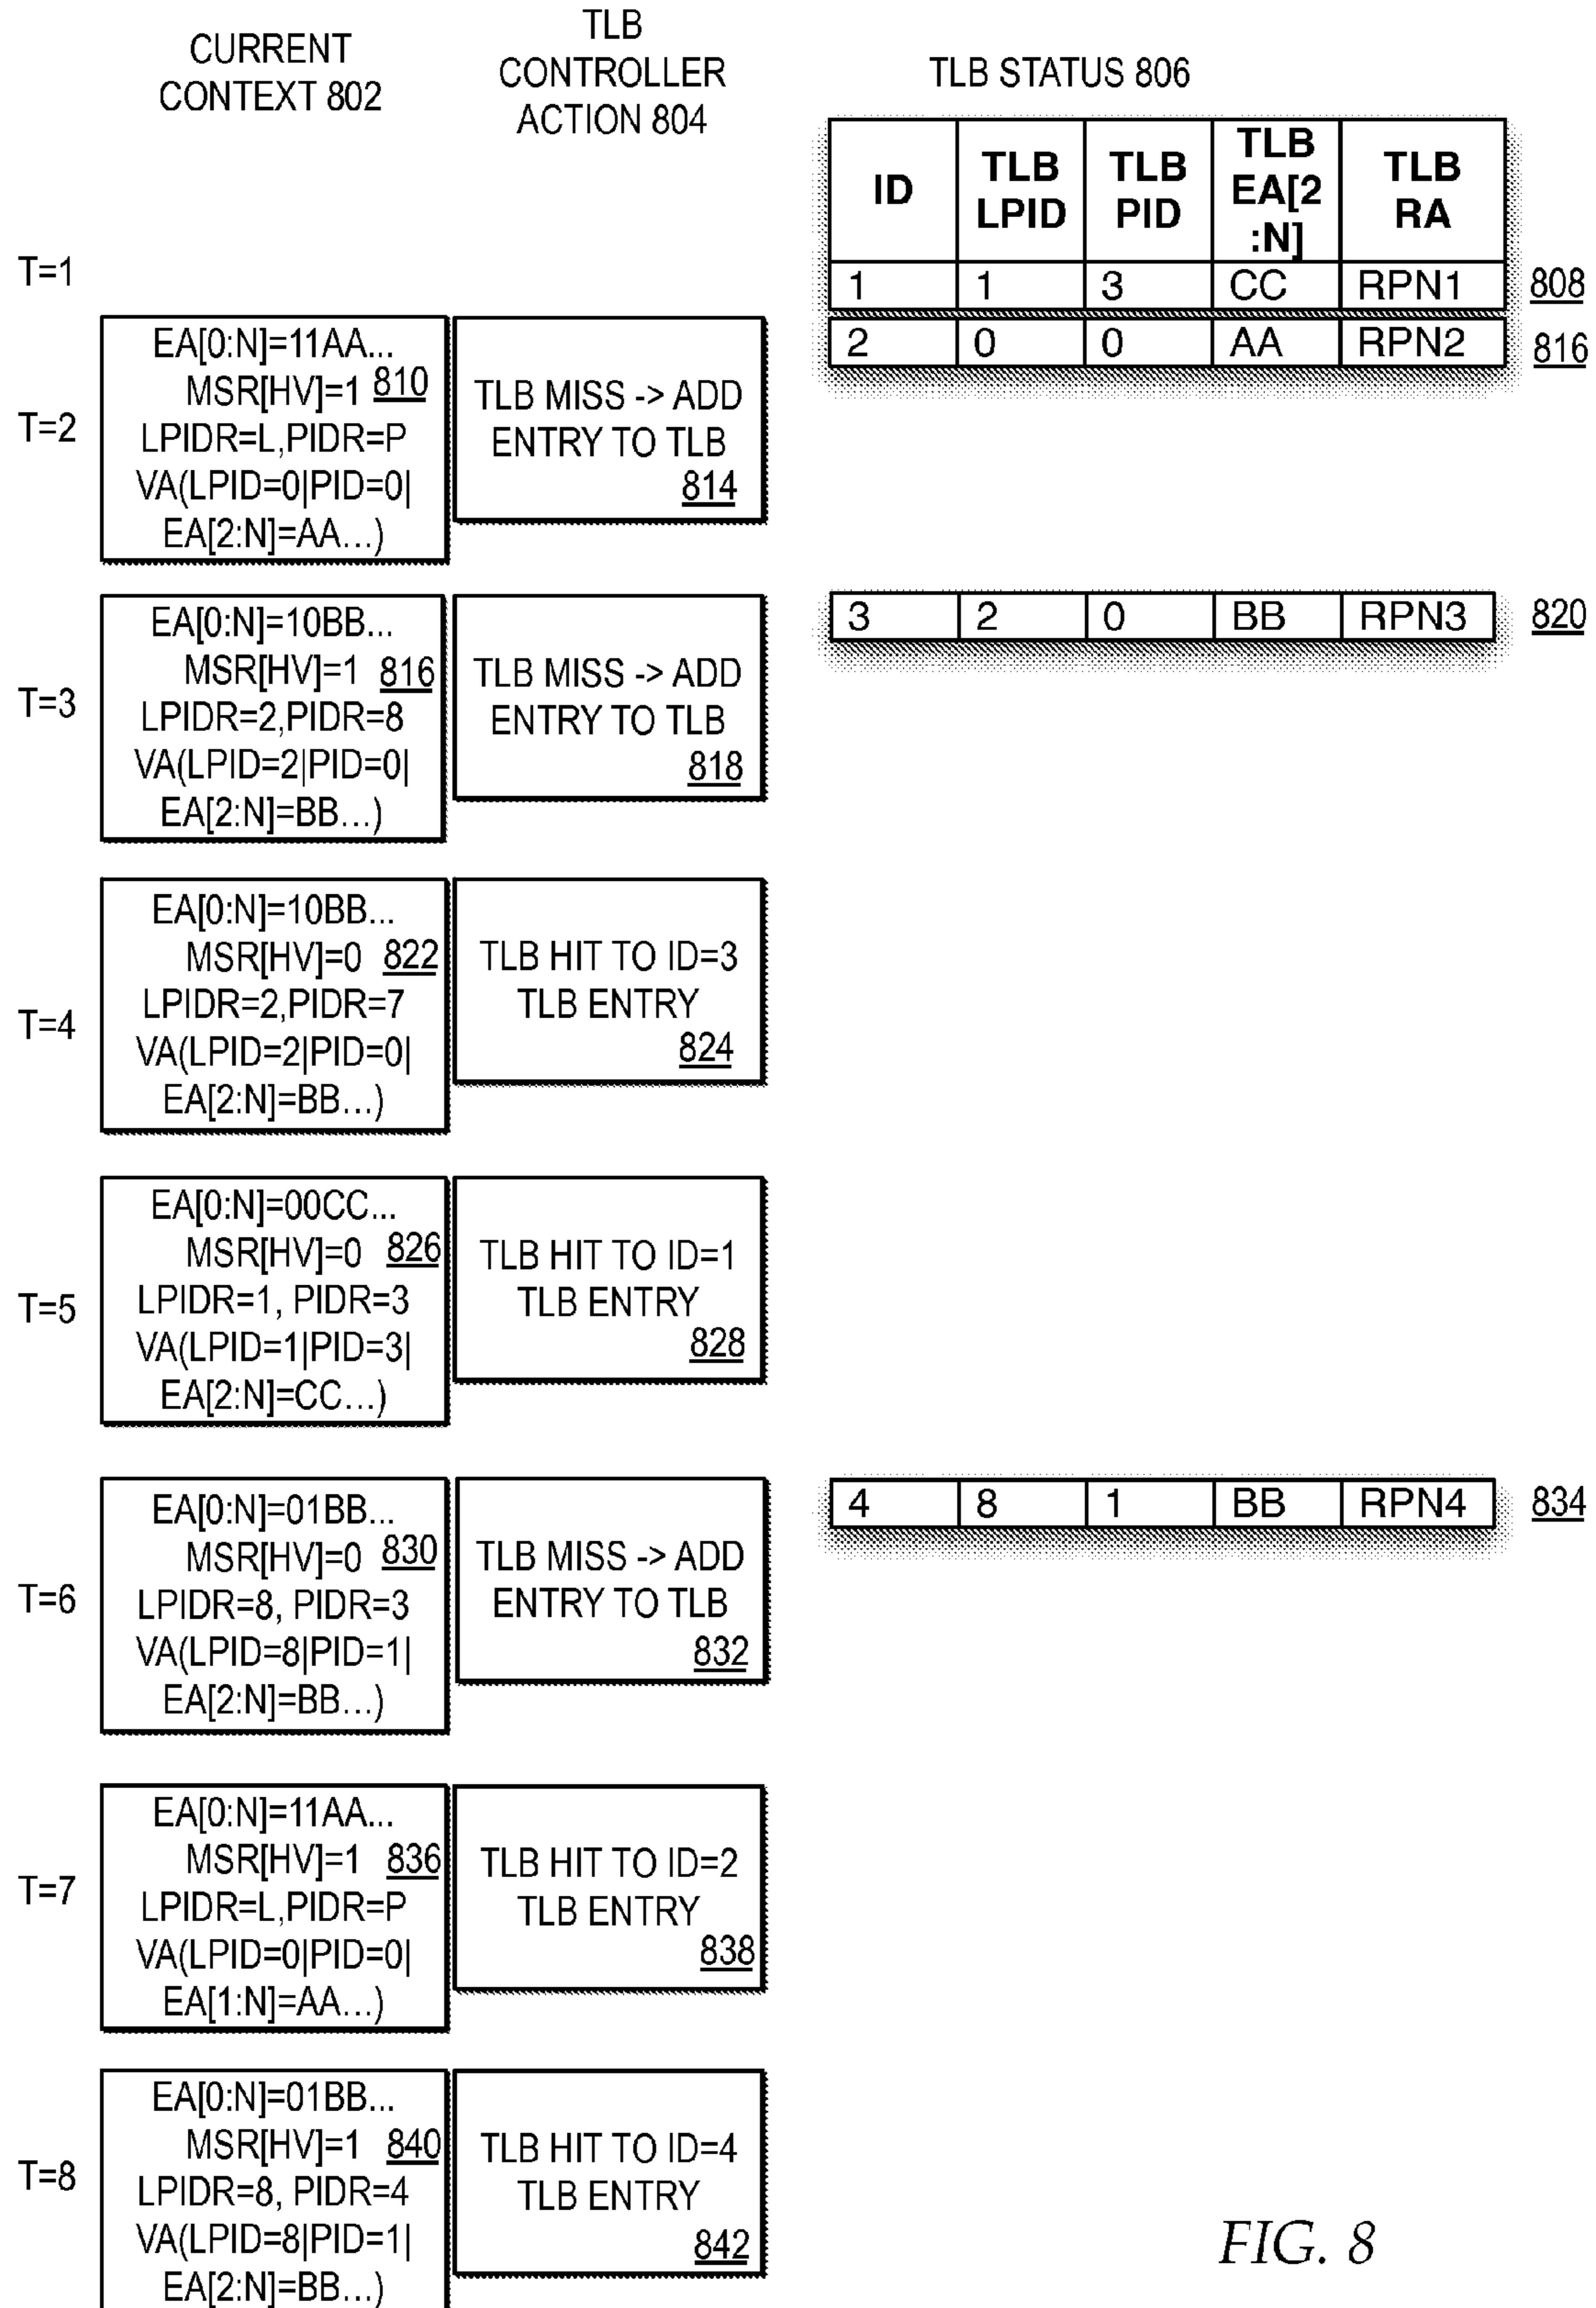 CURRENT
CONTEXT 802
TLB
CONTROLLER
ACTION 804
TLB STATUS 806
ID
TLB
LPID
TLB
PID
TLB
EA[2
:N]
TLB
RA
T=1
1 1 3 CC RPN1 808
2 0 0 AA RPN2 816
T=2
EA[0:N]=11AA...
MSR[HV]=1 810
LPIDR=L,PIDR=P
VA(LPID=0|PID=0|
EA[2:N]=AA...)
TLB MISS -> ADD
ENTRY TO TLB
814
T=3
EA[0:N]=10BB...
MSR[HV]=1 816
LPIDR=2,PIDR=8
VA(LPID=2|PID=0|
EA[2:N]=BB...)
TLB MISS -> ADD
ENTRY TO TLB
818
3 2 0 BB RPN3 820
T=4
EA[0:N]=10BB...
MSR[HV]=0 822
LPIDR=2,PIDR=7
VA(LPID=2|PID=0|
EA[2:N]=BB...)
TLB HIT TO ID=3
TLB ENTRY
824
T=5
EA[0:N]=00CC...
MSR[HV]=0 826
LPIDR=1, PIDR=3
VA(LPID=1|PID=3|
EA[2:N]=CC...)
TLB HIT TO ID=1
TLB ENTRY
828
T=6
EA[0:N]=01BB...
MSR[HV]=0 830
LPIDR=8, PIDR=3
VA(LPID=8|PID=1|
EA[2:N]=BB...)
TLB MISS -> ADD
ENTRY TO TLB
832
4 8 1 BB RPN4 834
T=7
EA[0:N]=11AA...
MSR[HV]=1 836
LPIDR=L,PIDR=P
VA(LPID=0|PID=0|
EA[1:N]=AA...)
TLB HIT TO ID=2
TLB ENTRY
838
T=8
EA[0:N]=01BB...
MSR[HV]=1 840
LPIDR=8, PIDR=4
VA(LPID=8|PID=1|
EA[2:N]=BB...)
TLB HIT TO ID=4
TLB ENTRY
842
FIG. 8